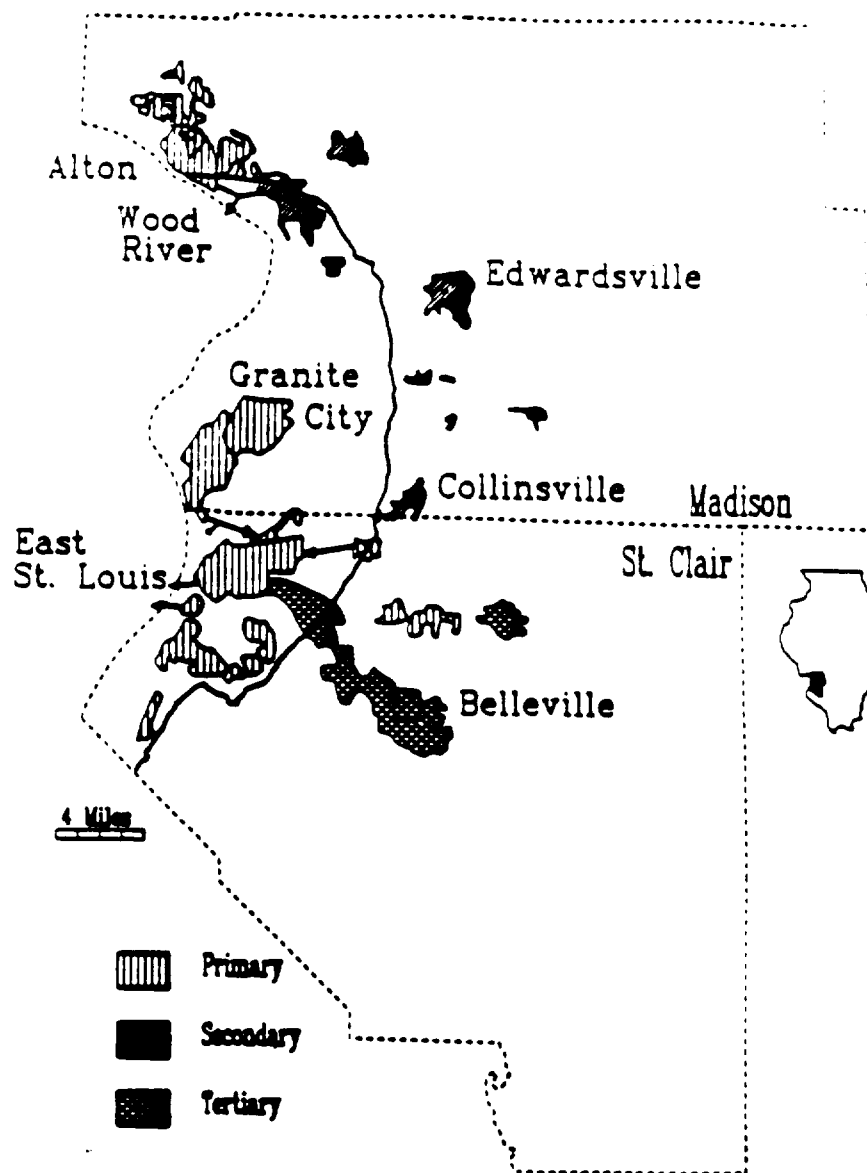 Alton
Wood
River
Edwardsville
Granite
City
Collinsville
Madison
East
St. Louis
St. Clair
Belleville
4 Miles
Primary
Secondary
Tertiary